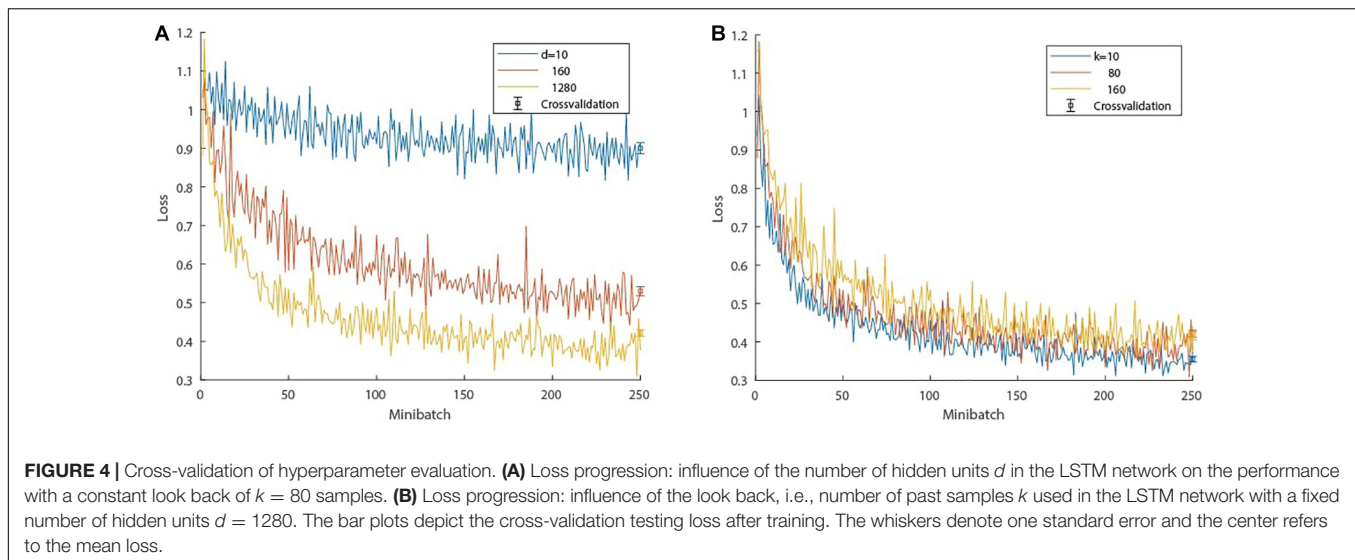 A
1.2
1.1
1
0.9
0.8
0.7
0.6
0.5
0.4
0.3
Loss
0
50
100
150
200
250
Minibatch
d=10
160
1280
Crossvalidation
B
1.2
1.1
1
0.9
0.8
0.7
0.6
0.5
0.4
0.3
Loss
0
50
100
150
200
250
Minibatch
k=10
80
160
Crossvalidation
FIGURE 4 | Cross-validation of hyperparameter evaluation. (A) Loss progression: influence of the number of hidden units d in the LSTM network on the performance
with a constant look back of k = 80 samples. (B) Loss progression: influence of the look back, i.e., number of past samples k used in the LSTM network with a fixed
number of hidden units d = 1280. The bar plots depict the cross-validation testing loss after training. The whiskers denote one standard error and the center refers
to the mean loss.